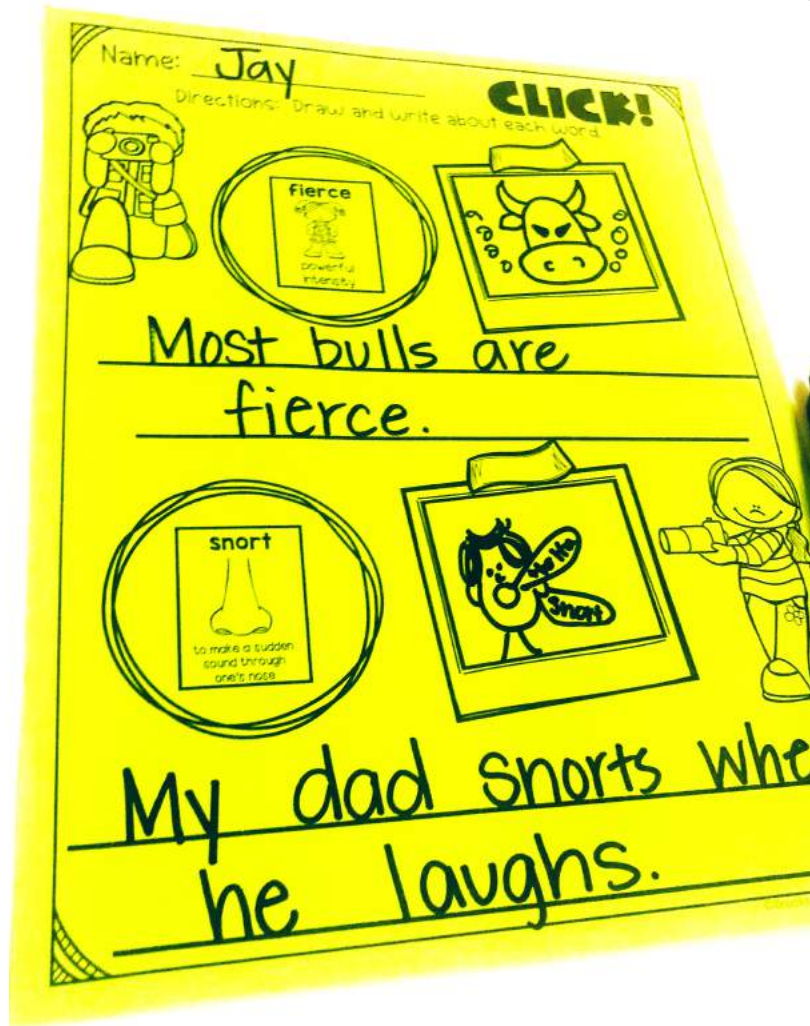 Name: Jay
CLICK!
Directions: Draw and write about each word.
fierce
powerful
intensity
Most bulls are
fierce.
snort
to make a sudden
sound through
one's nose
Ha Ha
Snort
My dad snorts whe
he laughs.